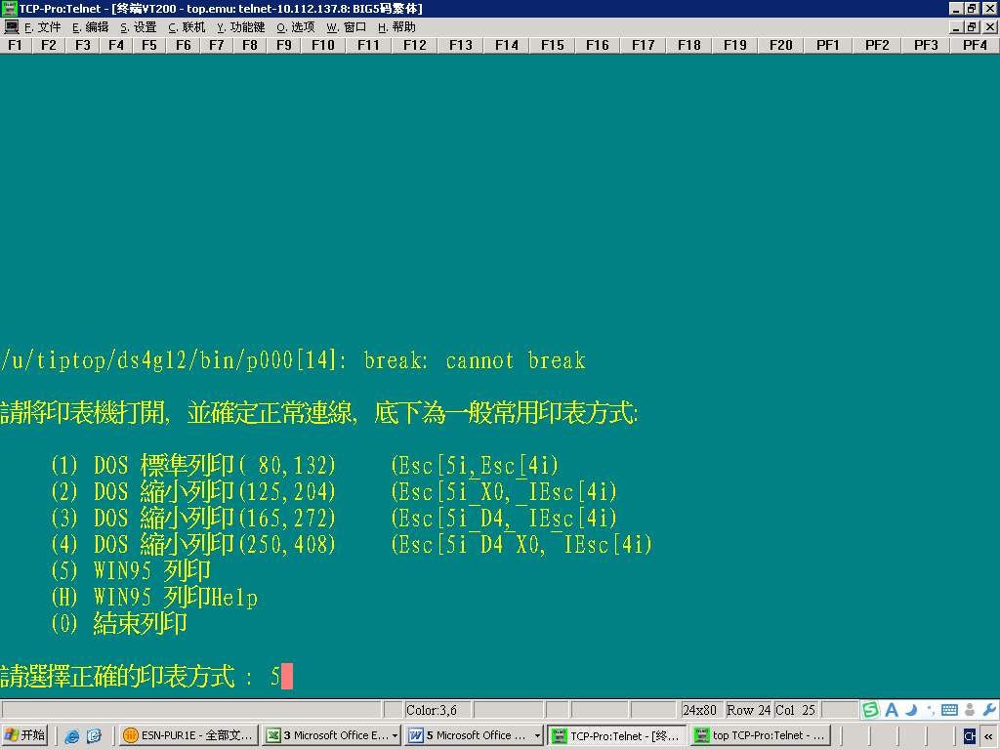 TCP-Pro:Telnet - [终端VT200 - top.emu: telnet-10.112.137.8: BIG5码繁体]
F. 文件 E. 编辑 S. 设置 C. 联机 Y. 功能键 O. 选项 W. 窗口 H. 帮助
F1 F2 F3 F4 F5 F6 F7 F8 F9 F10 F11 F12 F13 F14 F15 F16 F17 F18 F19 F20 PF1 PF2 PF3 PF4
/u/tiptop/ds4g12/bin/p000[14]: break: cannot break
請將印表機打開, 並確定正常連線, 底下為一般常用印表方式:
(1) DOS 標準列印( 80,132) (Esc[5i,Esc[4i)
(2) DOS 縮小列印(125,204) (Esc[5i‾X0,‾IEsc[4i)
(3) DOS 縮小列印(165,272) (Esc[5i‾D4,‾IEsc[4i)
(4) DOS 縮小列印(250,408) (Esc[5i‾D4‾X0,‾IEsc[4i)
(5) WIN95 列印
(H) WIN95 列印Help
(0) 結束列印
請選擇正確的印表方式 : 5
Color:3,6 24x80 Row 24 Col 25
开始 ESN-PUR1E - 全部文... 3 Microsoft Office E... 5 Microsoft Office ... TCP-Pro:Telnet - [终... top TCP-Pro:Telnet - ... CH «